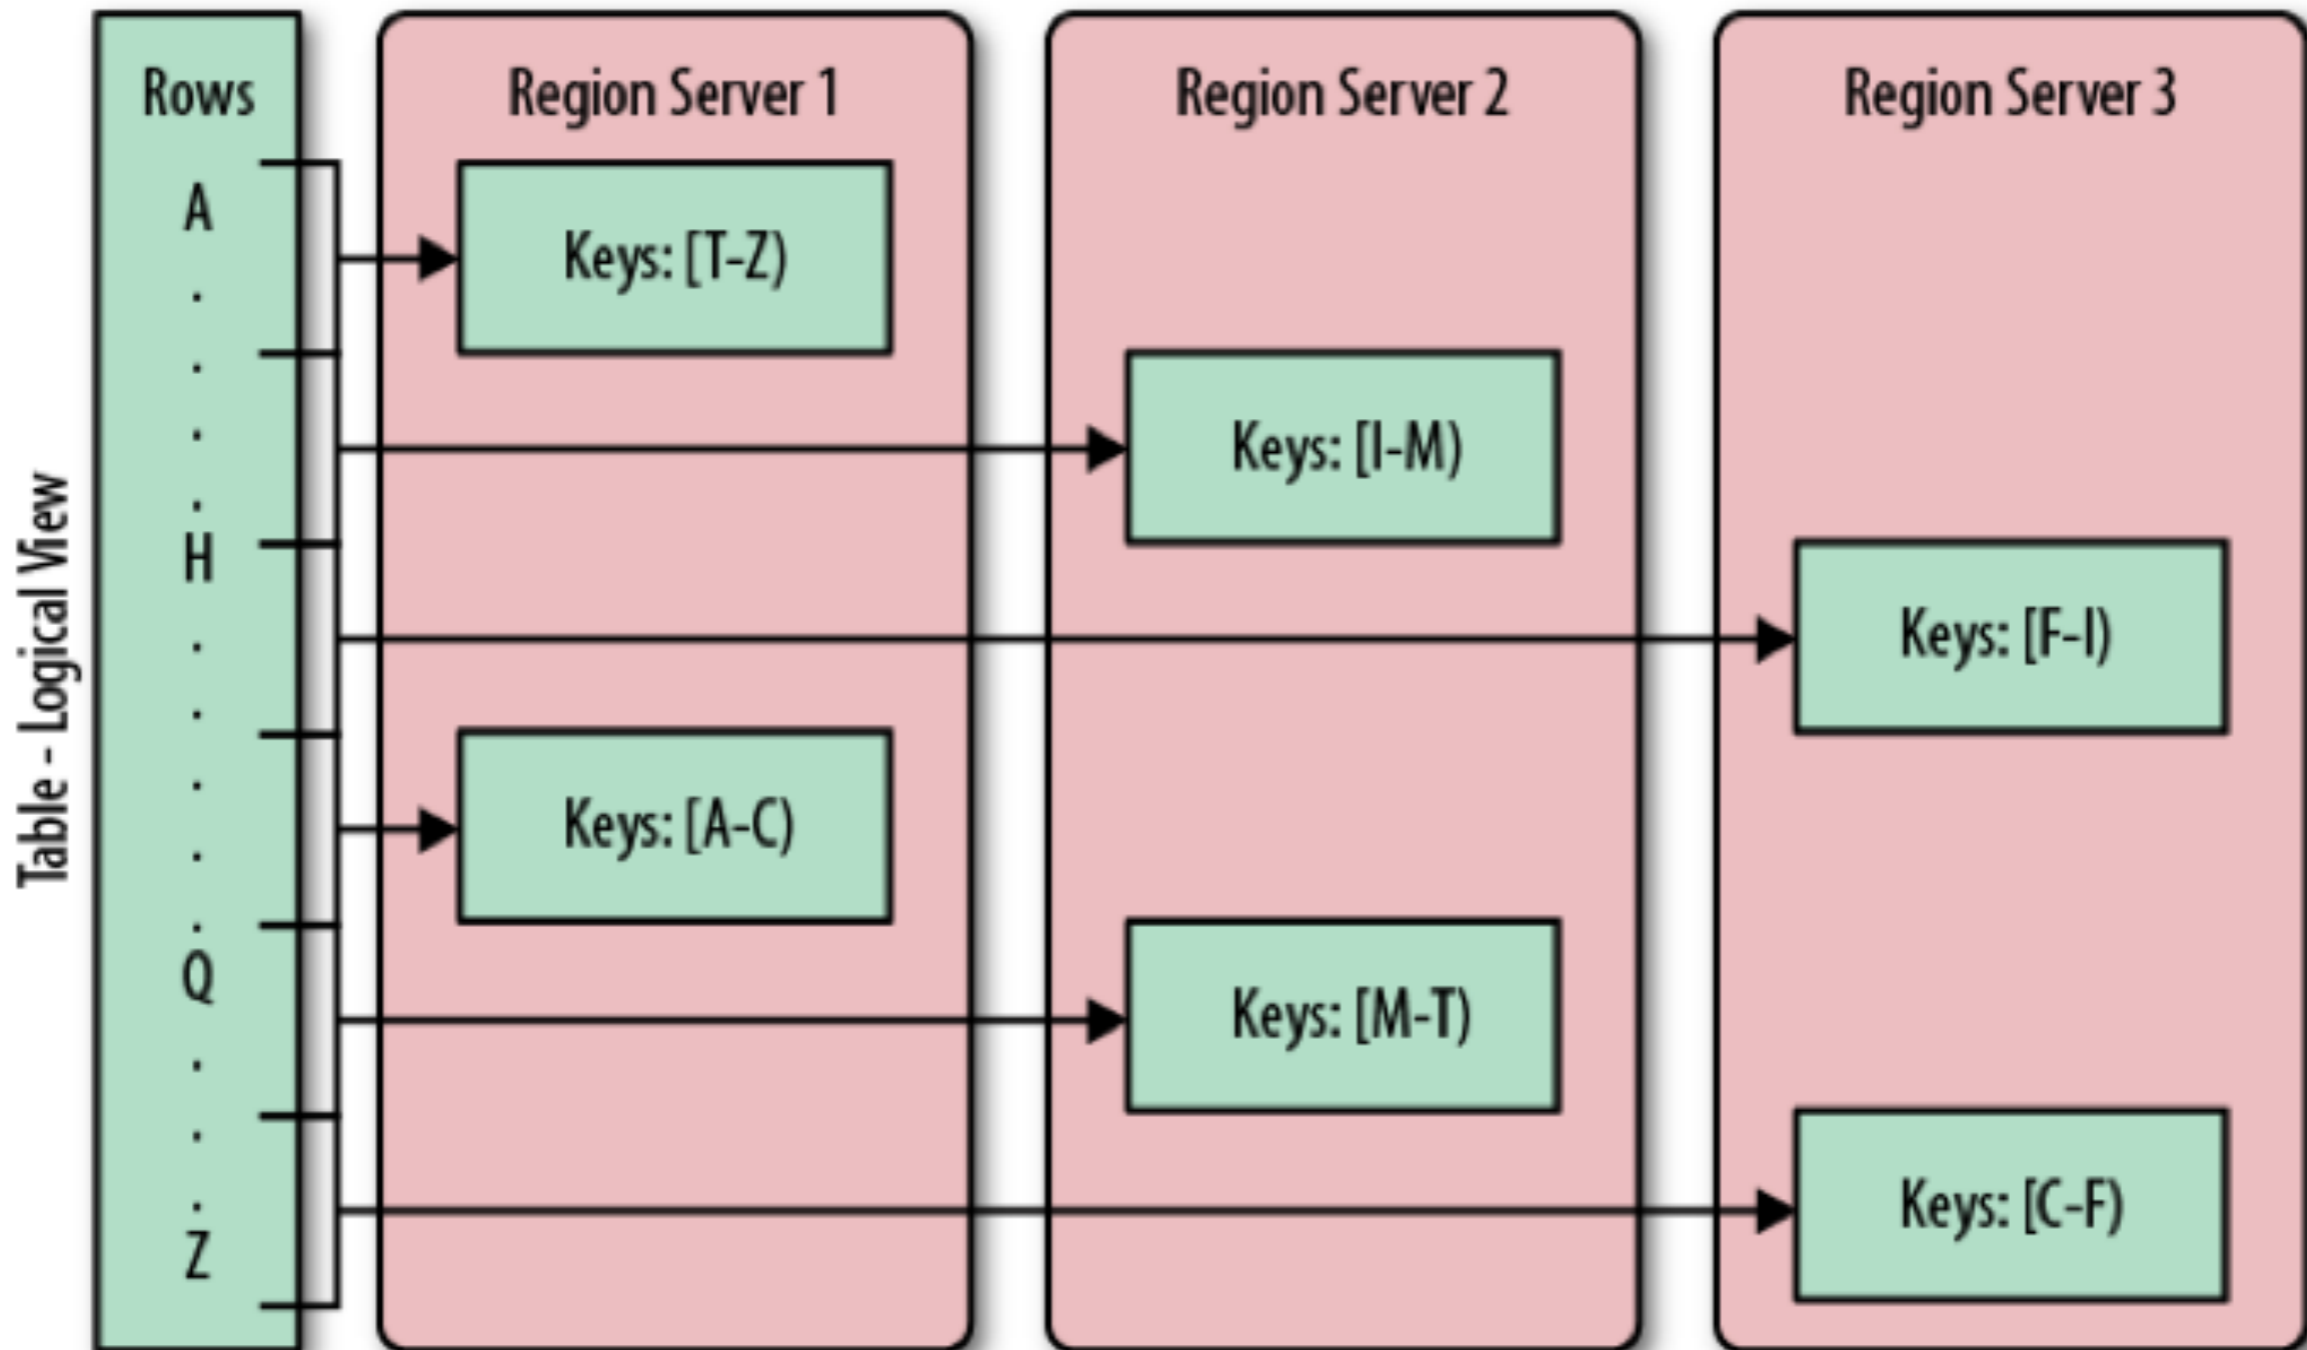 Table - Logical View
Rows
A
.
.
.
.
H
.
.
.
.
.
Q
.
.
.
Z
Region Server 1
Keys: [T-Z)
Keys: [A-C)
Region Server 2
Keys: [I-M)
Keys: [M-T)
Region Server 3
Keys: [F-I)
Keys: [C-F)